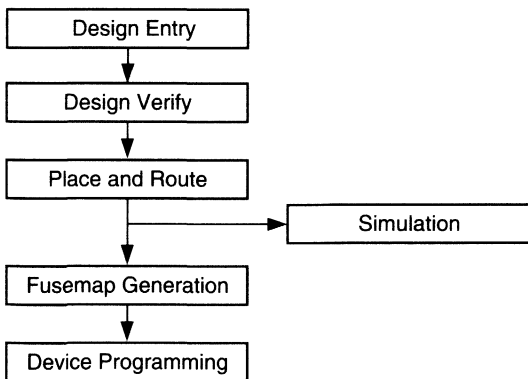 Design Entry
Design Verify
Place and Route
Simulation
Fusemap Generation
Device Programming